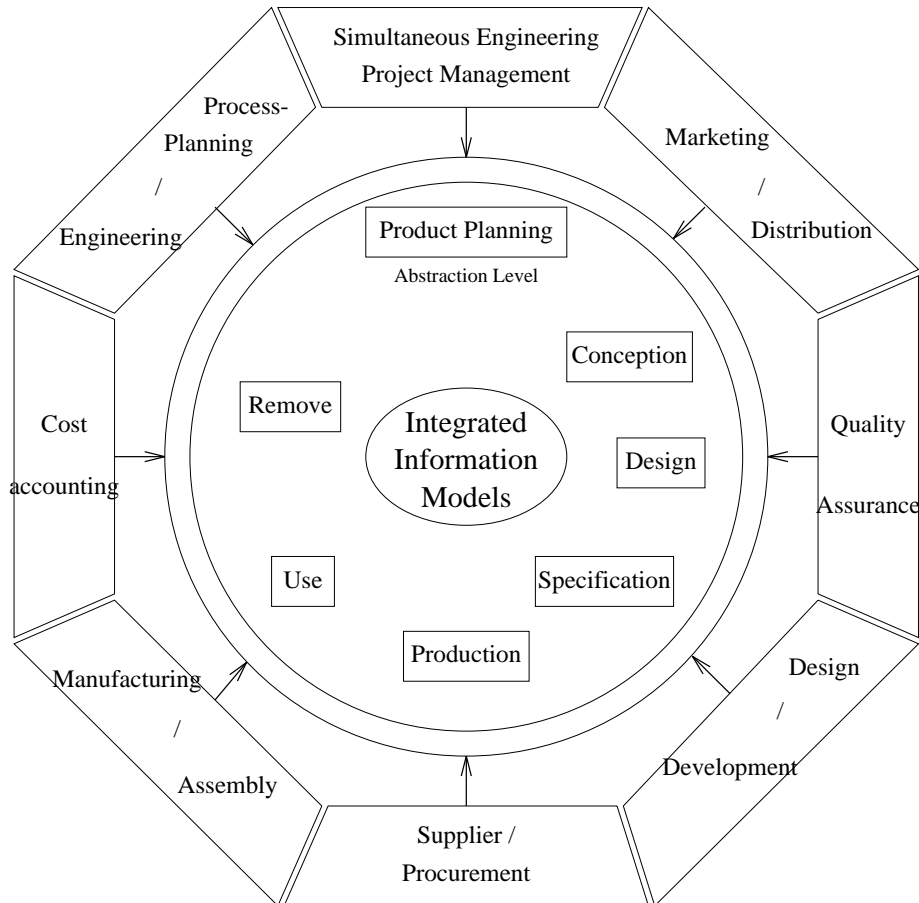 Simultaneous Engineering
Project Management
Process-
Planning
/
Engineering
Marketing
/
Distribution
Product Planning
Abstraction Level
Conception
Remove
Integrated
Information
Models
Design
Cost
accounting
Quality
Assurance
Use
Specification
Production
Manufacturing
/
Assembly
Design
/
Development
Supplier /
Procurement